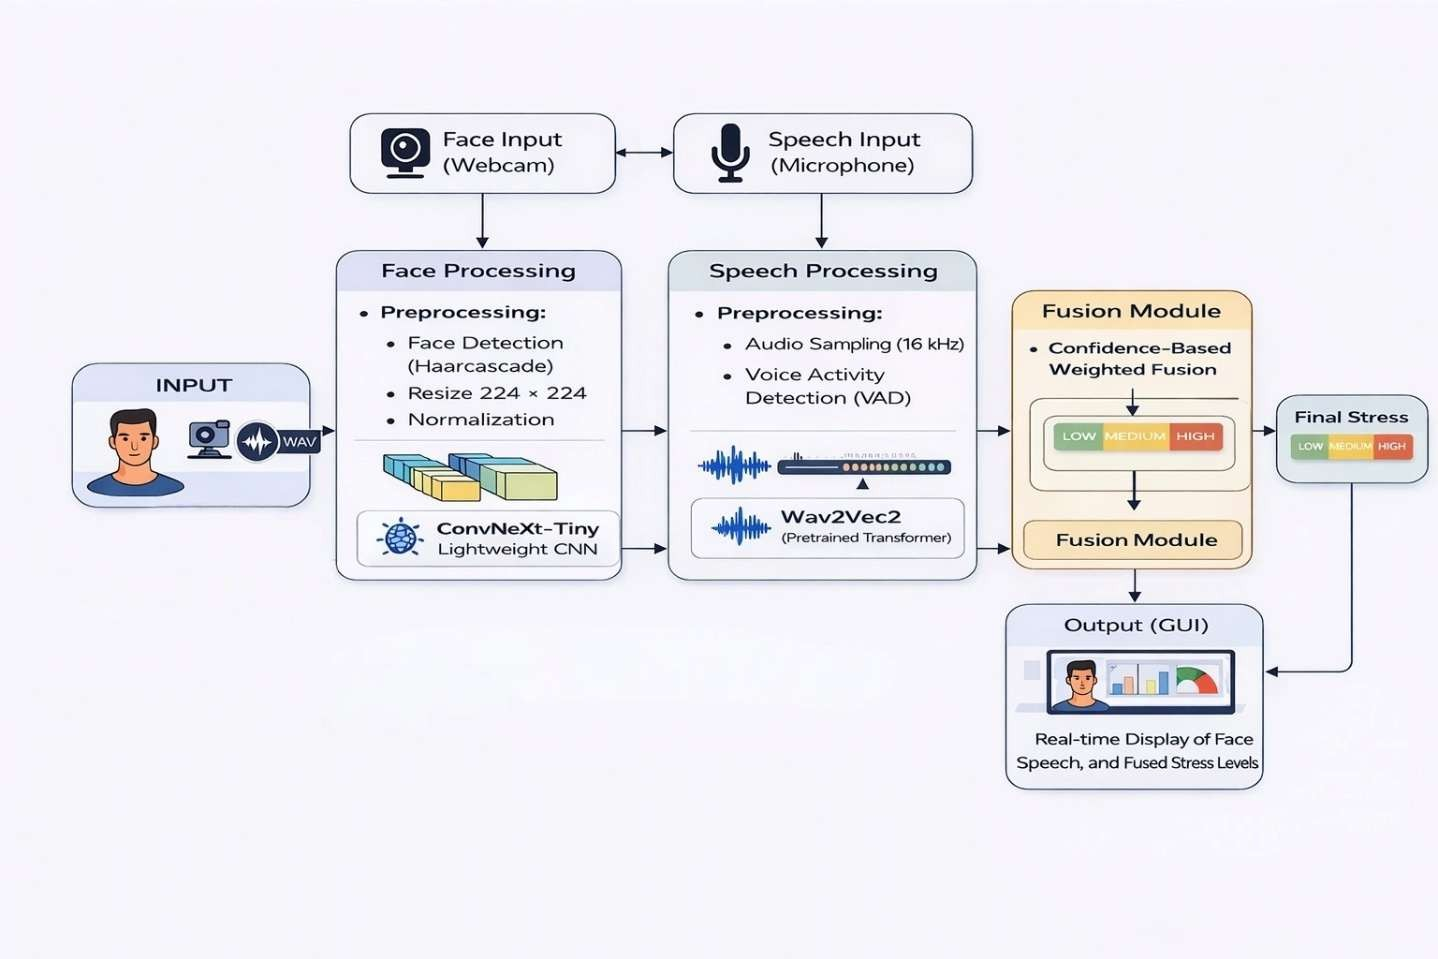 Face Input
(Webcam)
Speech Input
(Microphone)
INPUT
WAV
Face Processing
• Preprocessing:
• Face Detection
(Haarcascade)
• Resize 224 × 224
• Normalization
ConvNeXt-Tiny
Lightweight CNN
Speech Processing
• Preprocessing:
• Audio Sampling (16 kHz)
• Voice Activity
Detection (VAD)
Wav2Vec2
(Pretrained Transformer)
Fusion Module
• Confidence-Based
Weighted Fusion
LOW MEDIUM HIGH
Fusion Module
Final Stress
LOW MEDIUM HIGH
Output (GUI)
Real-time Display of Face
Speech, and Fused Stress Levels